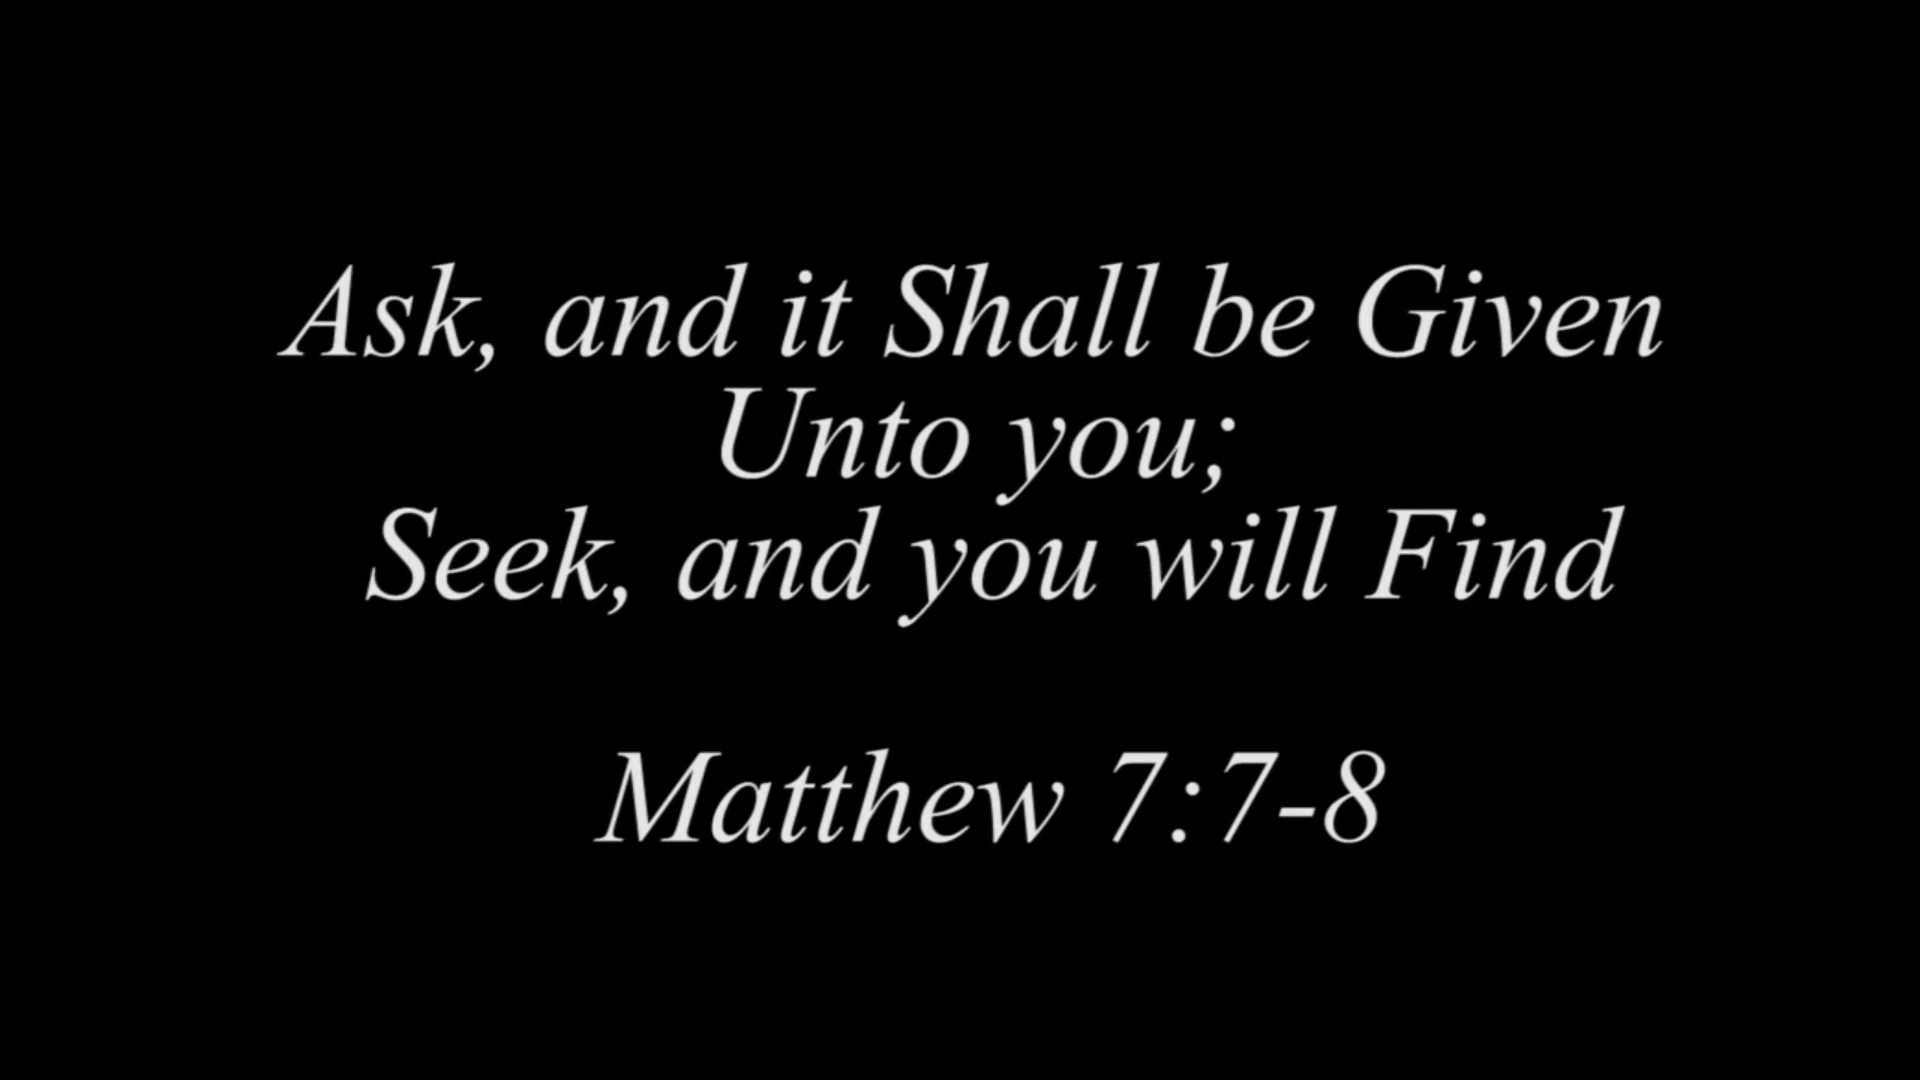 Ask, and it Shall be Given
Unto you;
Seek, and you will Find
Matthew 7:7-8